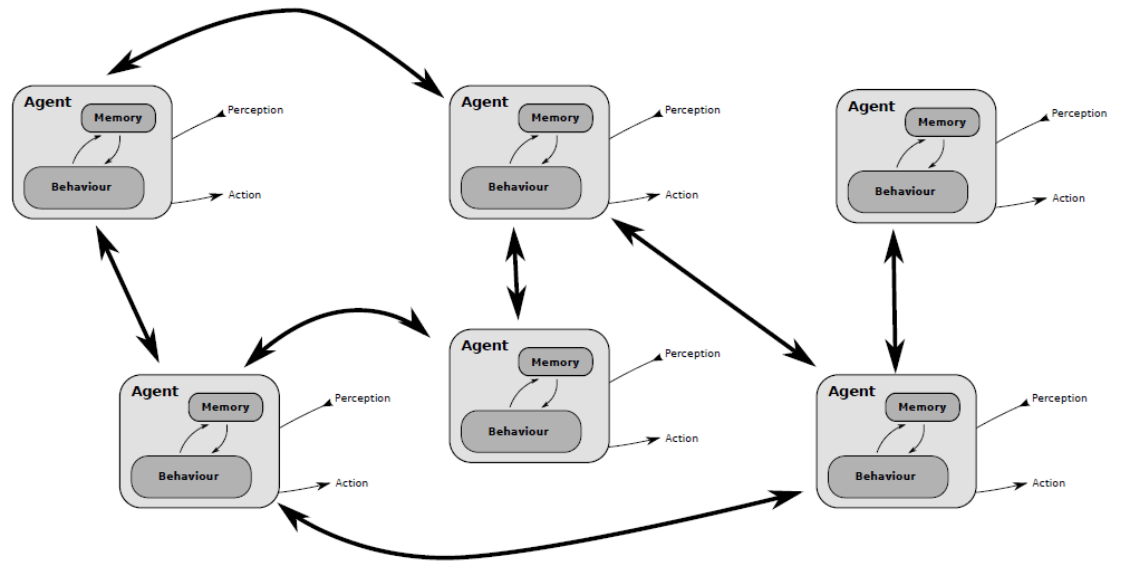 Agent
Memory
Behaviour
Perception
Action
Agent
Memory
Behaviour
Perception
Action
Agent
Memory
Behaviour
Perception
Action
Agent
Memory
Behaviour
Perception
Action
Agent
Memory
Behaviour
Perception
Action
Agent
Memory
Behaviour
Perception
Action